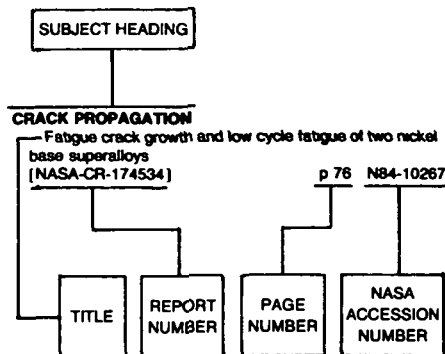 SUBJECT HEADING
CRACK PROPAGATION
Fatigue crack growth and low cycle fatigue of two nickel
base superalloys
[NASA-CR-174534] p 76 N84-10267
TITLE
REPORT
NUMBER
PAGE
NUMBER
NASA
ACCESSION
NUMBER